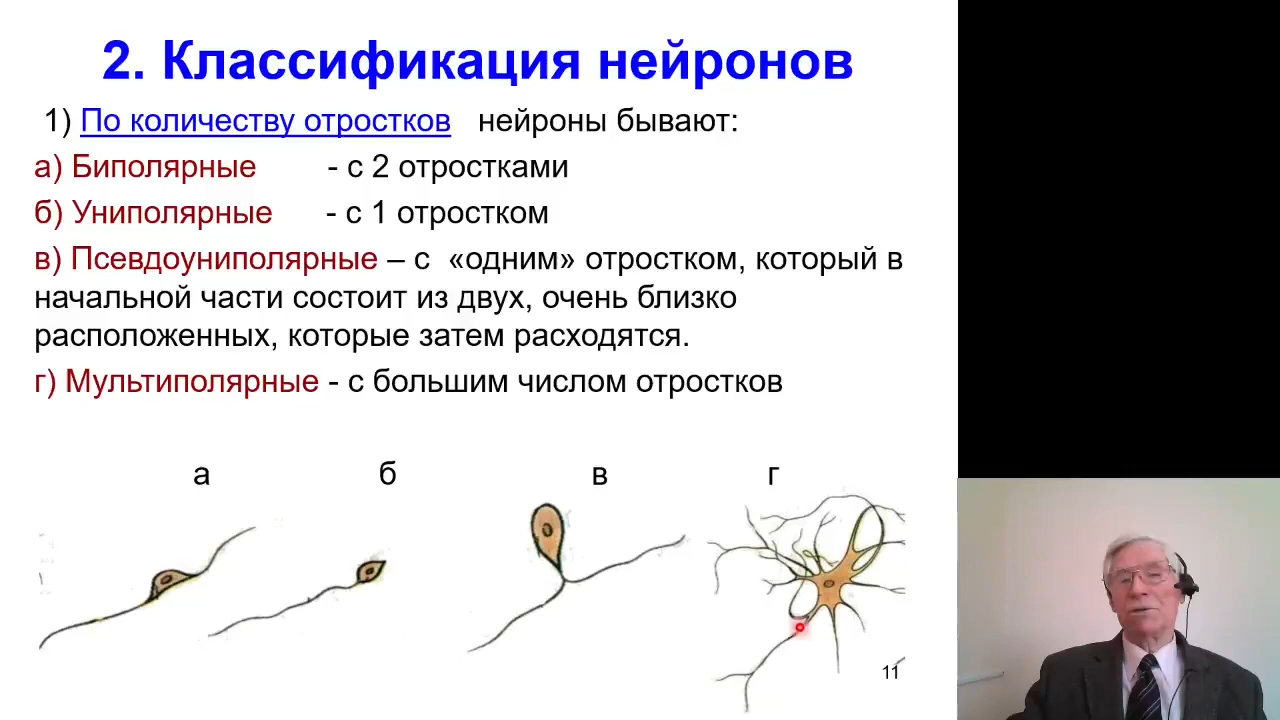 2. Классификация нейронов
1) По количеству отростков нейроны бывают:
а) Биполярные - с 2 отростками
б) Униполярные - с 1 отростком
в) Псевдоуниполярные – с «одним» отростком, который в
начальной части состоит из двух, очень близко
расположенных, которые затем расходятся.
г) Мультиполярные - с большим числом отростков
а б в г
11